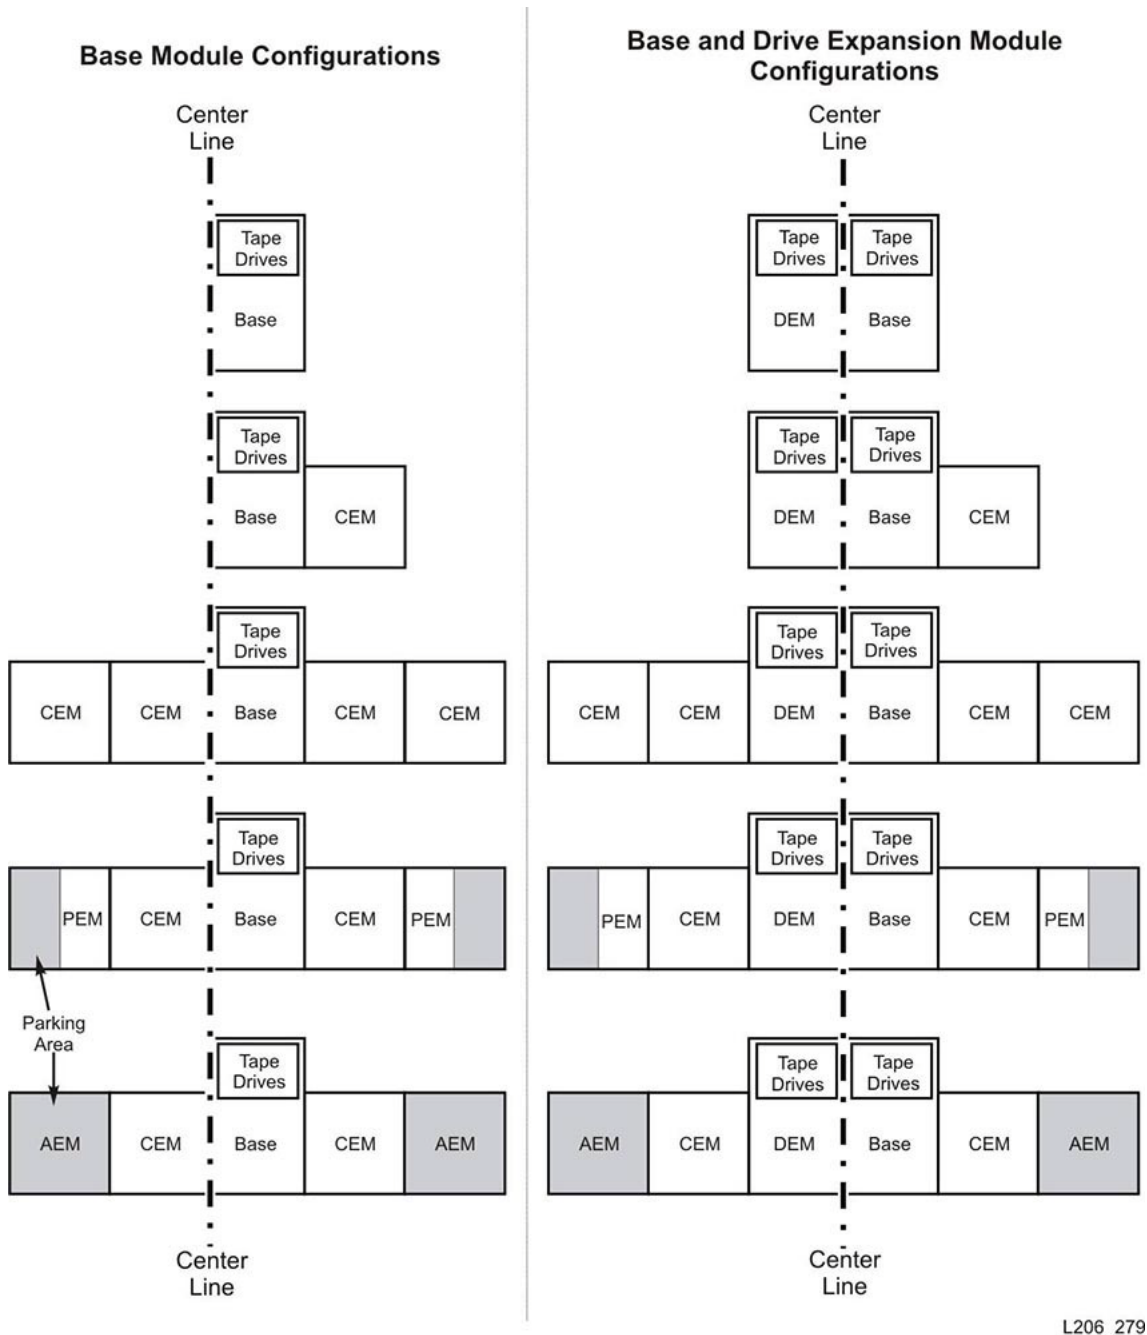 Base Module Configurations
Center
Line
Tape
Drives
Base
Tape
Drives
Base
CEM
Tape
Drives
CEM
CEM
Base
CEM
CEM
Tape
Drives
PEM
CEM
Base
CEM
PEM
Parking
Area
Tape
Drives
AEM
CEM
Base
CEM
AEM
Center
Line
Base and Drive Expansion Module
Configurations
Center
Line
Tape
Drives
Tape
Drives
DEM
Base
Tape
Drives
Tape
Drives
DEM
Base
CEM
Tape
Drives
Tape
Drives
CEM
CEM
DEM
Base
CEM
CEM
Tape
Drives
Tape
Drives
PEM
CEM
DEM
Base
CEM
PEM
Tape
Drives
Tape
Drives
AEM
CEM
DEM
Base
CEM
AEM
Center
Line
L206_279